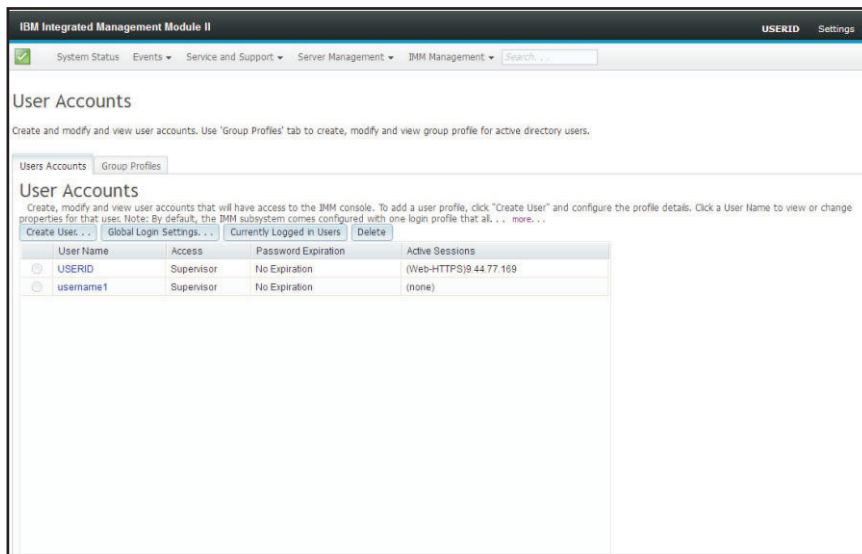 IBM Integrated Management Module II
USERID Settings
System Status Events Service and Support Server Management IMM Management Search. . .
User Accounts
Create and modify and view user accounts. Use 'Group Profiles' tab to create, modify and view group profile for active directory users.
Users Accounts Group Profiles
User Accounts
Create, modify and view user accounts that will have access to the IMM console. To add a user profile, click "Create User" and configure the profile details. Click a User Name to view or change
properties for that user. Note: By default, the IMM subsystem comes configured with one login profile that all. . . more. . .
Create User. . . Global Login Settings. . . Currently Logged in Users Delete
User Name Access Password Expiration Active Sessions
USERID Supervisor No Expiration (Web-HTTPS)9.44.77.169
username1 Supervisor No Expiration (none)